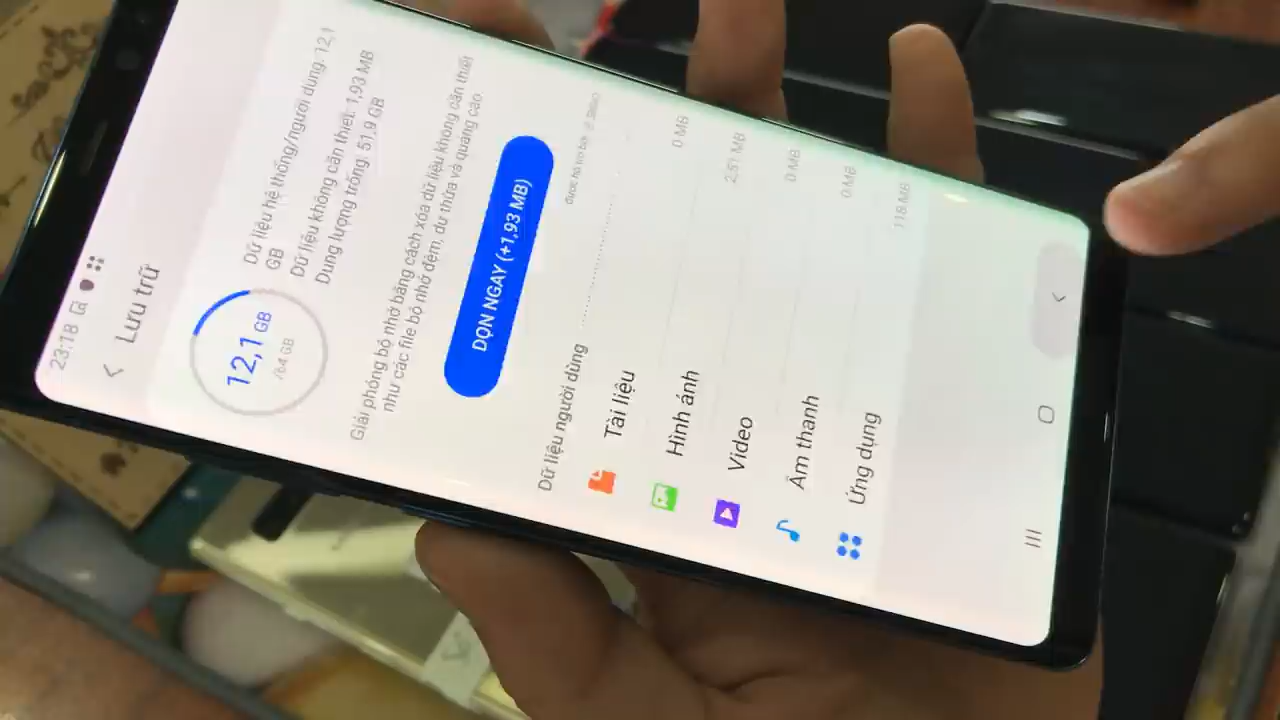 23:18
Lưu trữ
12,1 GB
/64 GB
Dữ liệu hệ thống/người dùng: 12,1
GB
Dữ liệu không cần thiết: 1,93 MB
Dung lượng trống: 51,9 GB
Giải phóng bộ nhớ bằng cách xóa dữ liệu không cần thiết
như các file bộ nhớ đệm, dư thừa và quảng cáo
DỌN NGAY (+1,93 MB)
Dữ liệu người dùng
Tài liệu 0 MB
Hình ảnh 2,51 MB
Video 0 MB
Âm thanh 0 MB
Ứng dụng 118 MB